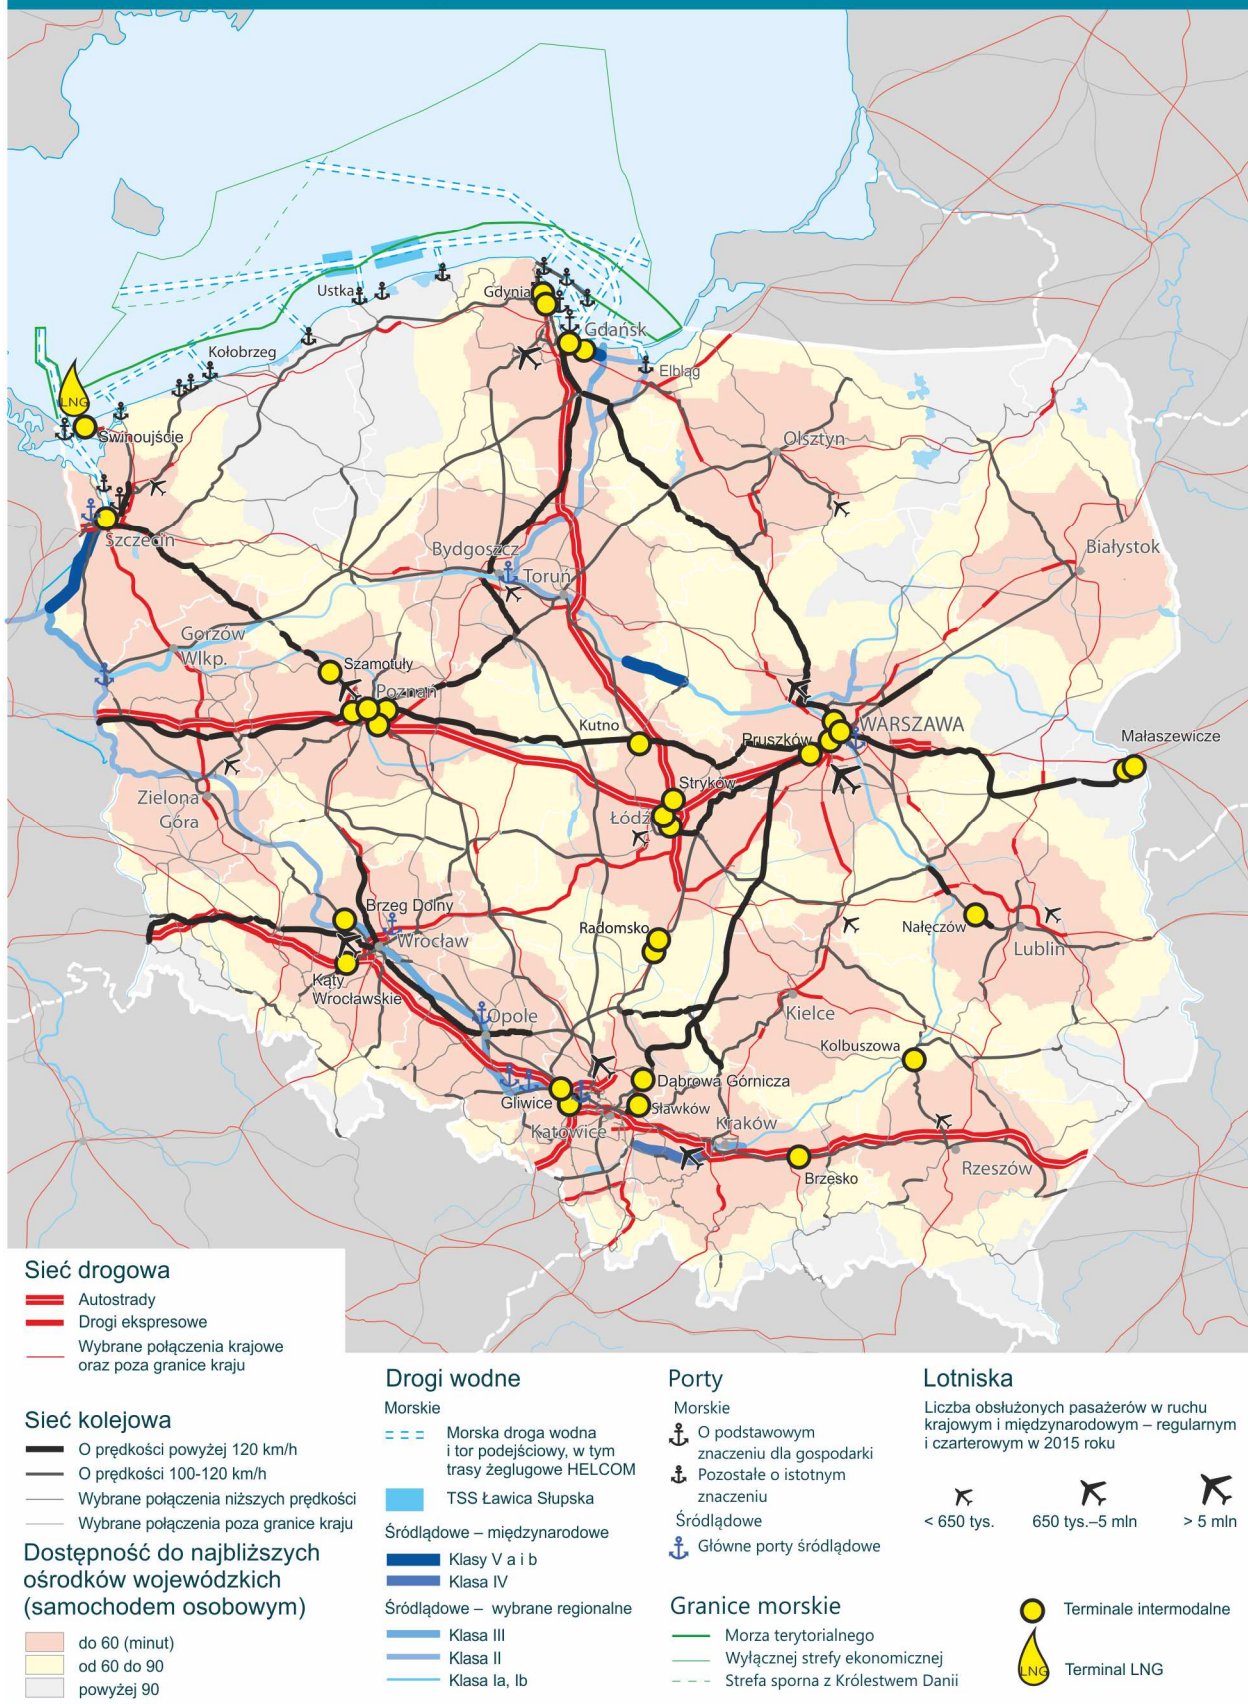 Ustka
Gdynia
Gdańsk
Kołobrzeg
Elbląg
LNG
Świnoujście
Olsztyn
Szczecin
Bydgoszcz
Białystok
Toruń
Gorzów
Wlkp.
Szamotuły
Poznań
Kutno
WARSZAWA
Pruszków
Małaszewicze
Zielona
Góra
Stryków
Łódź
Brzeg Dolny
Wrocław
Radomsko
Nałęczów
Lublin
Kąty
Wrocławskie
Opole
Kielce
Kolbuszowa
Dąbrowa Górnicza
Gliwice
Sławków
Katowice
Kraków
Brzesko
Rzeszów
Sieć drogowa
Autostrady
Drogi ekspresowe
Wybrane połączenia krajowe
oraz poza granice kraju
Sieć kolejowa
O prędkości powyżej 120 km/h
O prędkości 100-120 km/h
Wybrane połączenia niższych prędkości
Wybrane połączenia poza granice kraju
Dostępność do najbliższych
ośrodków wojewódzkich
(samochodem osobowym)
do 60 (minut)
od 60 do 90
powyżej 90
Drogi wodne
Morskie
Morska droga wodna
i tor podejściowy, w tym
trasy żeglugowe HELCOM
TSS Ławica Słupska
Śródlądowe – międzynarodowe
Klasy V a i b
Klasa IV
Śródlądowe – wybrane regionalne
Klasa III
Klasa II
Klasa Ia, Ib
Porty
Morskie
O podstawowym
znaczeniu dla gospodarki
Pozostałe o istotnym
znaczeniu
Śródlądowe
Główne porty śródlądowe
Granice morskie
Morza terytorialnego
Wyłącznej strefy ekonomicznej
Strefa sporna z Królestwem Danii
Lotniska
Liczba obsłużonych pasażerów w ruchu
krajowym i międzynarodowym – regularnym
i czarterowym w 2015 roku
< 650 tys.
650 tys.–5 mln
> 5 mln
Terminale intermodalne
LNG
Terminal LNG